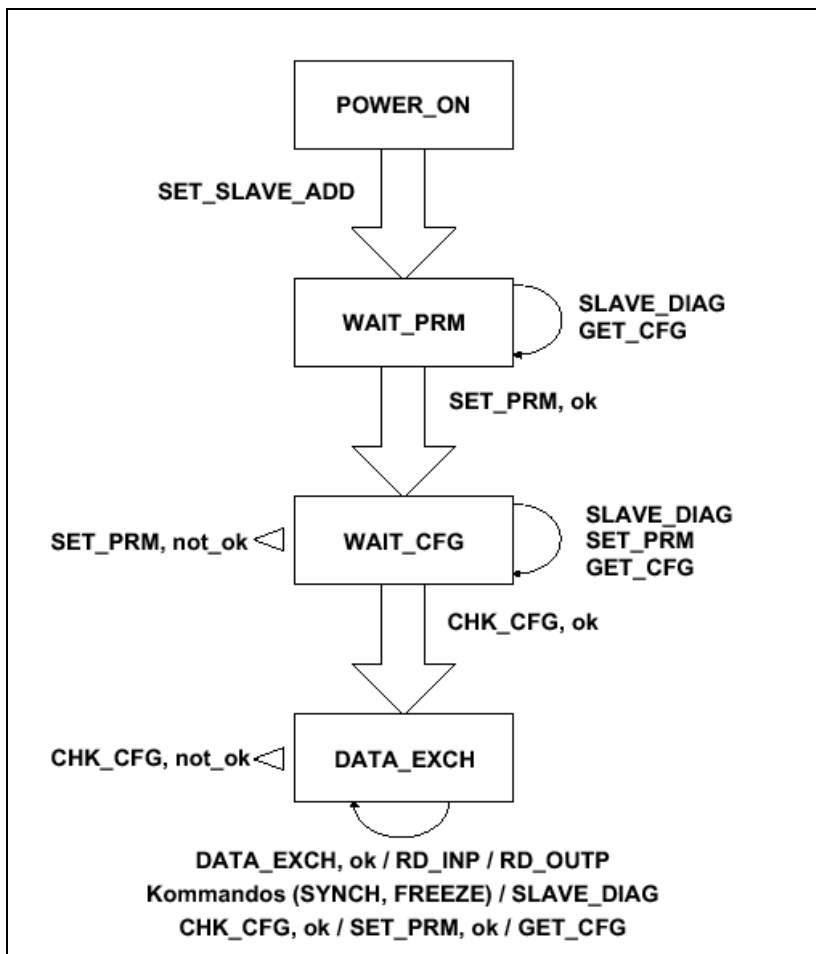 POWER_ON
SET_SLAVE_ADD
WAIT_PRM
SLAVE_DIAG
GET_CFG
SET_PRM, ok
SET_PRM, not_ok
WAIT_CFG
SLAVE_DIAG
SET_PRM
GET_CFG
CHK_CFG, ok
CHK_CFG, not_ok
DATA_EXCH
DATA_EXCH, ok / RD_INP / RD_OUTP
Kommandos (SYNCH, FREEZE) / SLAVE_DIAG
CHK_CFG, ok / SET_PRM, ok / GET_CFG